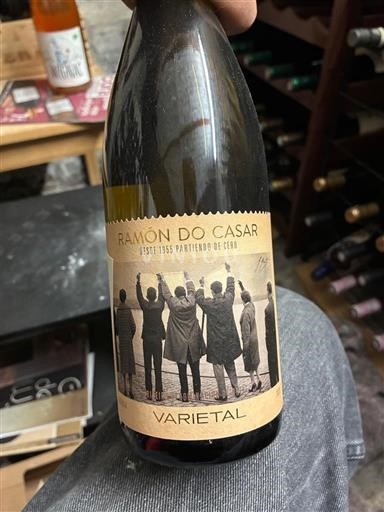 RAMÓN DO CASAR
DESDE 1955 PARTIENDO DE CERO
VARIETAL